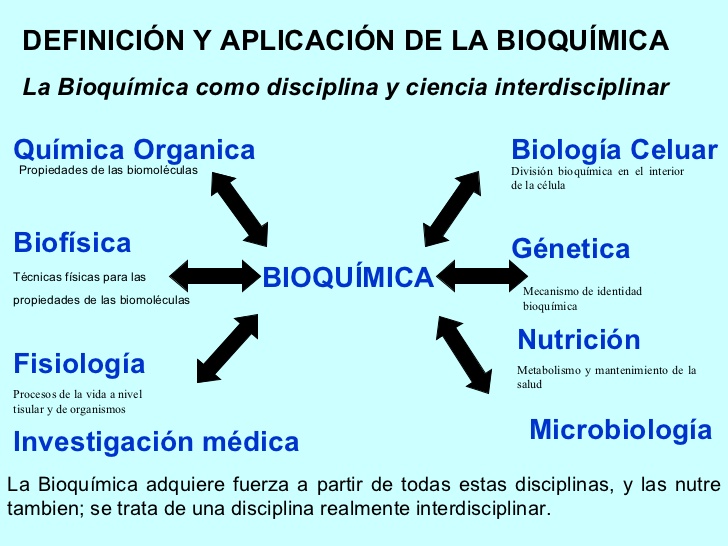 DEFINICIÓN Y APLICACIÓN DE LA BIOQUÍMICA
La Bioquímica como disciplina y ciencia interdisciplinar
Química Organica
Propiedades de las biomoléculas
Biología Celuar
División bioquímica en el interior
de la célula
Biofísica
Técnicas físicas para las
propiedades de las biomoléculas
BIOQUÍMICA
Génetica
Mecanismo de identidad
bioquímica
Nutrición
Metabolismo y mantenimiento de la
salud
Fisiología
Procesos de la vida a nivel
tisular y de organismos
Microbiología
Investigación médica
La Bioquímica adquiere fuerza a partir de todas estas disciplinas, y las nutre
tambien; se trata de una disciplina realmente interdisciplinar.